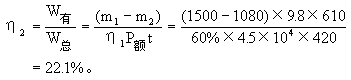 η₂ = W有/W总 = (m₁－m₂)/η₁P额t = (1500－1080)×9.8×610/60%×4.5×10⁴×420
= 22.1%。